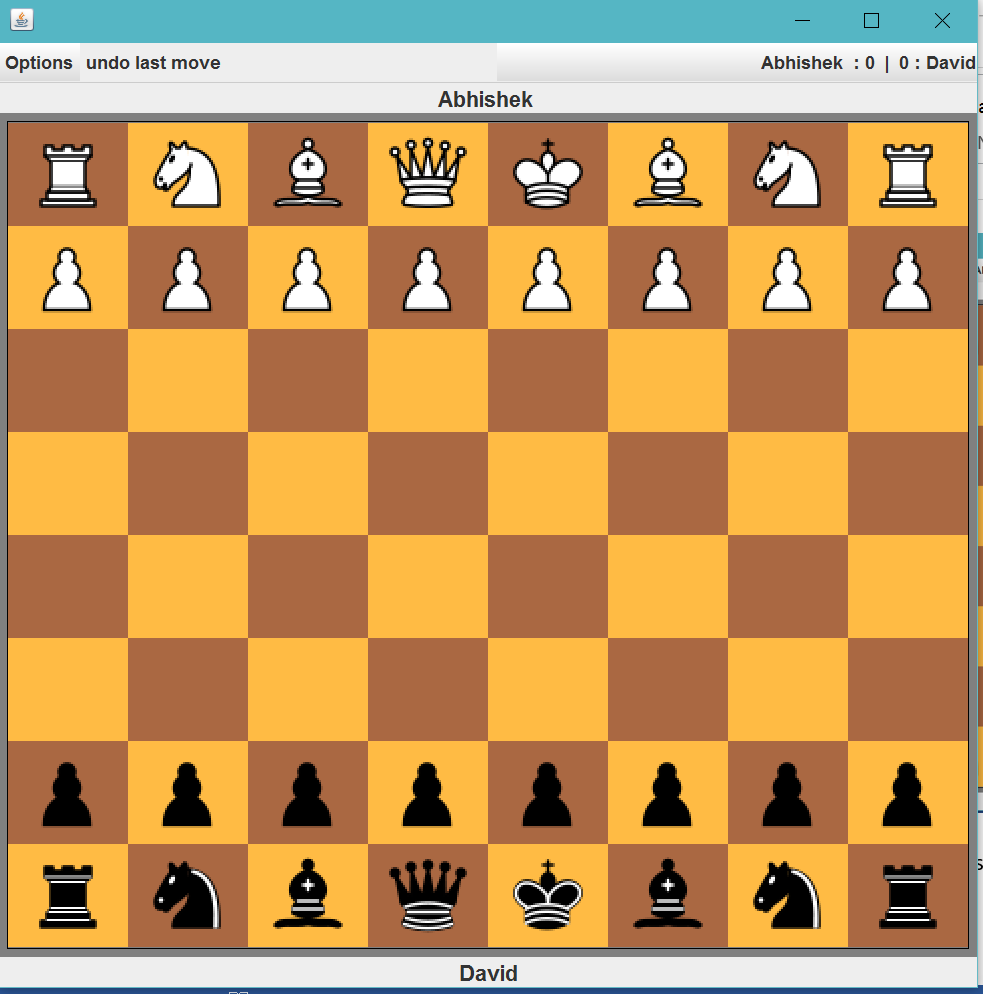 Options undo last move Abhishek : 0 | 0 : David
Abhishek
David